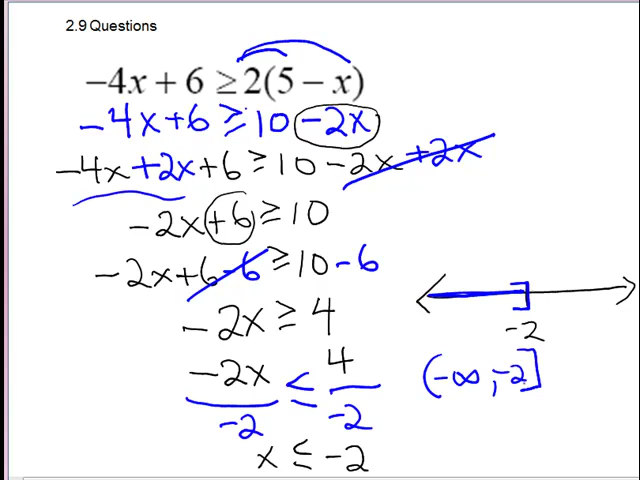 2.9 Questions
−4x + 6 ≥ 2(5 − x)
−4x+6 ≥ 10 −2x
−4x +2x +6 ≥ 10 −2x +2x
−2x +6 ≥ 10
−2x +6 −6 ≥ 10 −6
−2x ≥ 4
−2
−2x/−2 ≤ 4/−2
(−∞, −2]
x ≤ −2